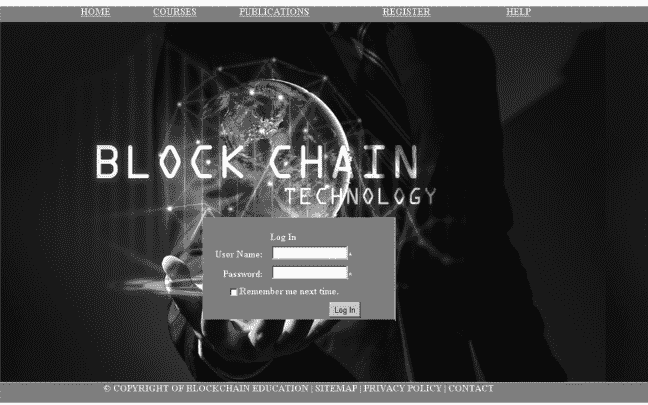 HOME COURSES PUBLICATIONS REGISTER HELP
BLOCK CHAIN
TECHNOLOGY
Log In
User Name: *
Password: *
Remember me next time.
Log In
© COPYRIGHT OF BLOCKCHAIN EDUCATION | SITEMAP | PRIVACY POLICY | CONTACT